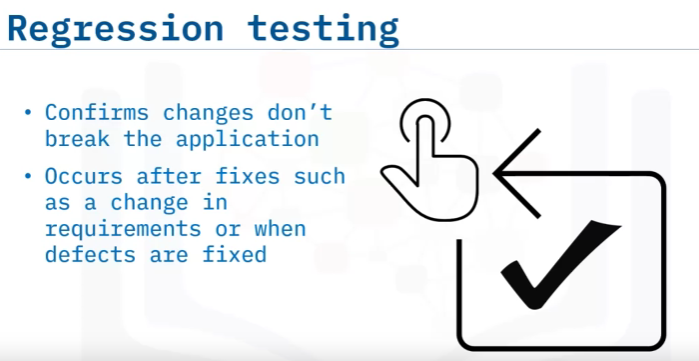 Regression testing
• Confirms changes don’t
break the application
• Occurs after fixes such
as a change in
requirements or when
defects are fixed